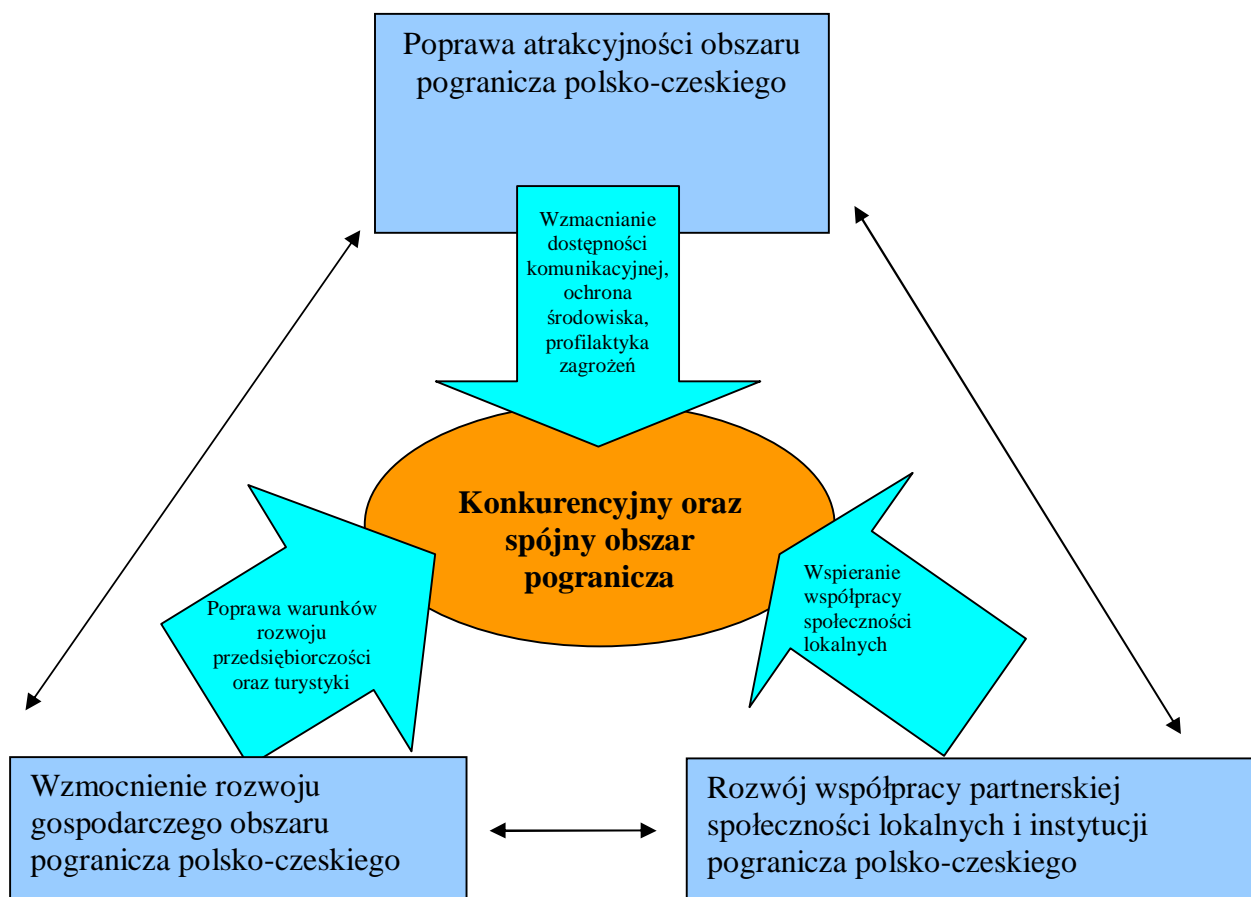 Poprawa atrakcyjności obszaru
pogranicza polsko-czeskiego
Wzmacnianie
dostępności
komunikacyjnej,
ochrona
środowiska,
profilaktyka
zagrożeń
Konkurencyjny oraz
spójny obszar
pogranicza
Poprawa warunków
rozwoju
przedsiębiorczości
oraz turystyki
Wspieranie
współpracy
społeczności
lokalnych
Wzmocnienie rozwoju
gospodarczego obszaru
pogranicza polsko-czeskiego
Rozwój współpracy partnerskiej
społeczności lokalnych i instytucji
pogranicza polsko-czeskiego